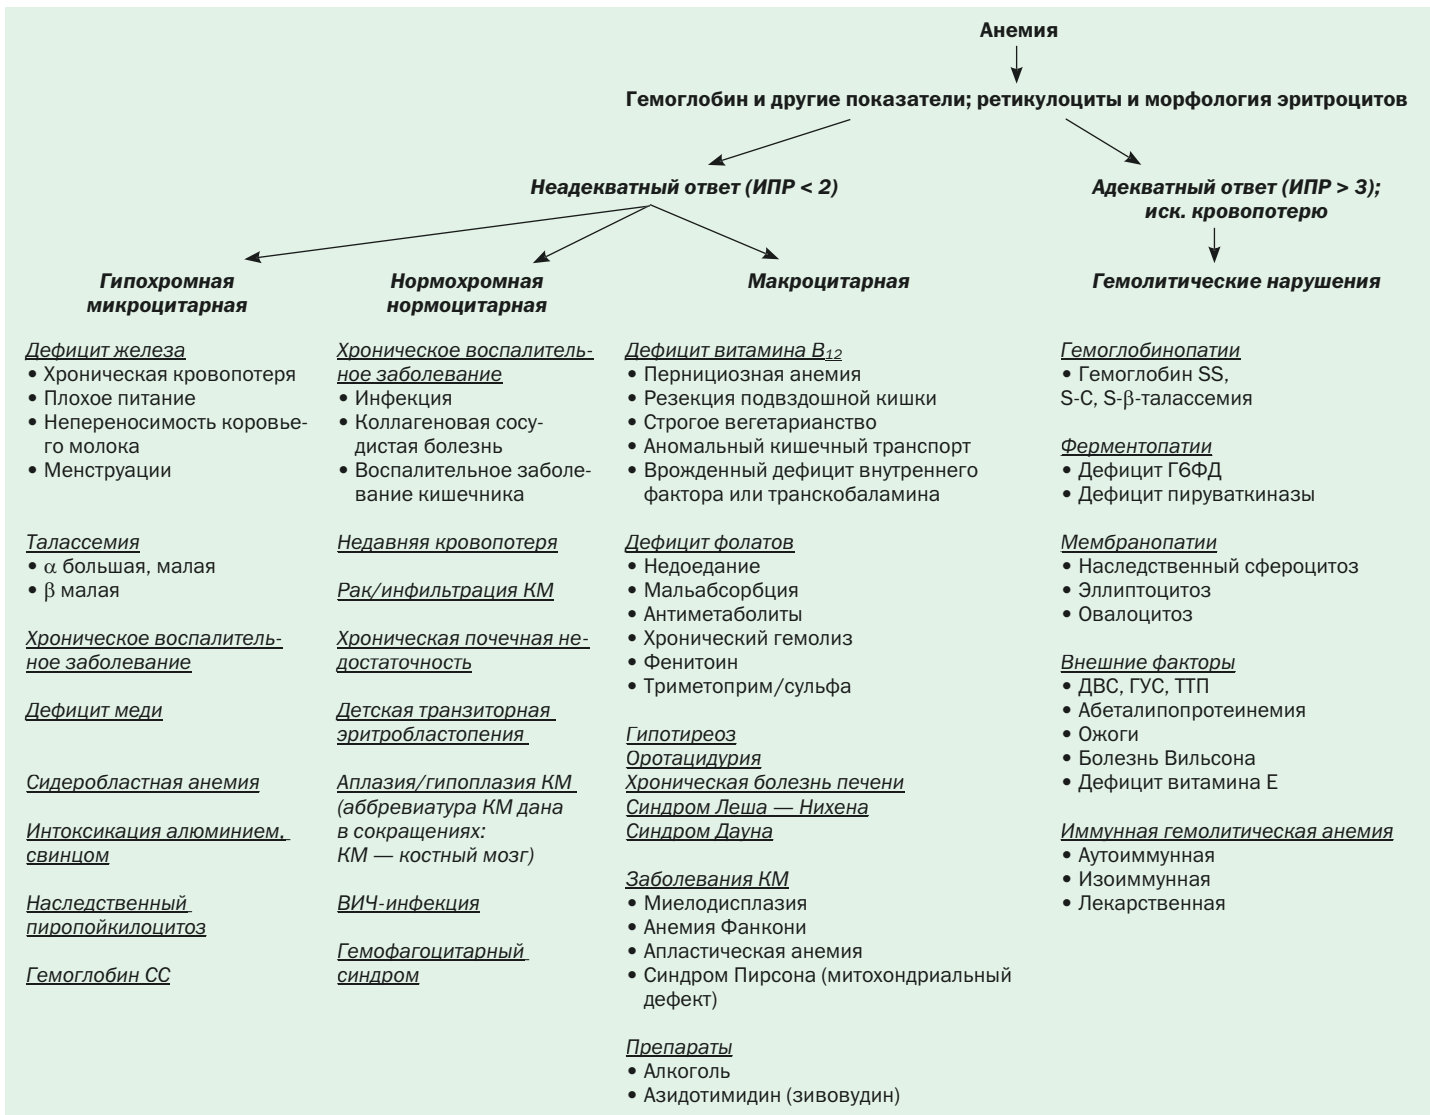 Анемия
Гемоглобин и другие показатели; ретикулоциты и морфология эритроцитов
Неадекватный ответ (ИПР < 2)
Адекватный ответ (ИПР > 3);
иск. кровопотерю
Гипохромная
микроцитарная
Дефицит железа
• Хроническая кровопотеря
• Плохое питание
• Непереносимость коровье-
го молока
• Менструации
Талассемия
• α большая, малая
• β малая
Хроническое воспалитель-
ное заболевание
Дефицит меди
Сидеробластная анемия
Интоксикация алюминием,
свинцом
Наследственный
пиропойкилоцитоз
Гемоглобин CC
Нормохромная
нормоцитарная
Хроническое воспалитель-
ное заболевание
• Инфекция
• Коллагеновая сосу-
дистая болезнь
• Воспалительное заболе-
вание кишечника
Недавняя кровопотеря
Рак/инфильтрация КМ
Хроническая почечная не-
достаточность
Детская транзиторная
эритробластопения
Аплазия/гипоплазия КМ
(аббревиатура КМ дана
в сокращениях:
КМ — костный мозг)
ВИЧ-инфекция
Гемофагоцитарный
синдром
Макроцитарная
Дефицит витамина B12
• Пернициозная анемия
• Резекция подвздошной кишки
• Строгое вегетарианство
• Аномальный кишечный транспорт
• Врожденный дефицит внутреннего
фактора или транскобаламина
Дефицит фолатов
• Недоедание
• Мальабсорбция
• Антиметаболиты
• Хронический гемолиз
• Фенитоин
• Триметоприм/сульфа
Гипотиреоз
Оротацидурия
Хроническая болезнь печени
Синдром Леша — Нихена
Синдром Дауна
Заболевания КМ
• Миелодисплазия
• Анемия Фанкони
• Апластическая анемия
• Синдром Пирсона (митохондриальный
дефект)
Препараты
• Алкоголь
• Азидотимидин (зивовудин)
Гемолитические нарушения
Гемоглобинопатии
• Гемоглобин SS,
S-C, S-β-талассемия
Ферментопатии
• Дефицит Г6ФД
• Дефицит пируваткиназы
Мембранопатии
• Наследственный сфероцитоз
• Эллиптоцитоз
• Овалоцитоз
Внешние факторы
• ДВС, ГУС, ТТП
• Абеталипопротеинемия
• Ожоги
• Болезнь Вильсона
• Дефицит витамина Е
Иммунная гемолитическая анемия
• Аутоиммунная
• Изоиммунная
• Лекарственная